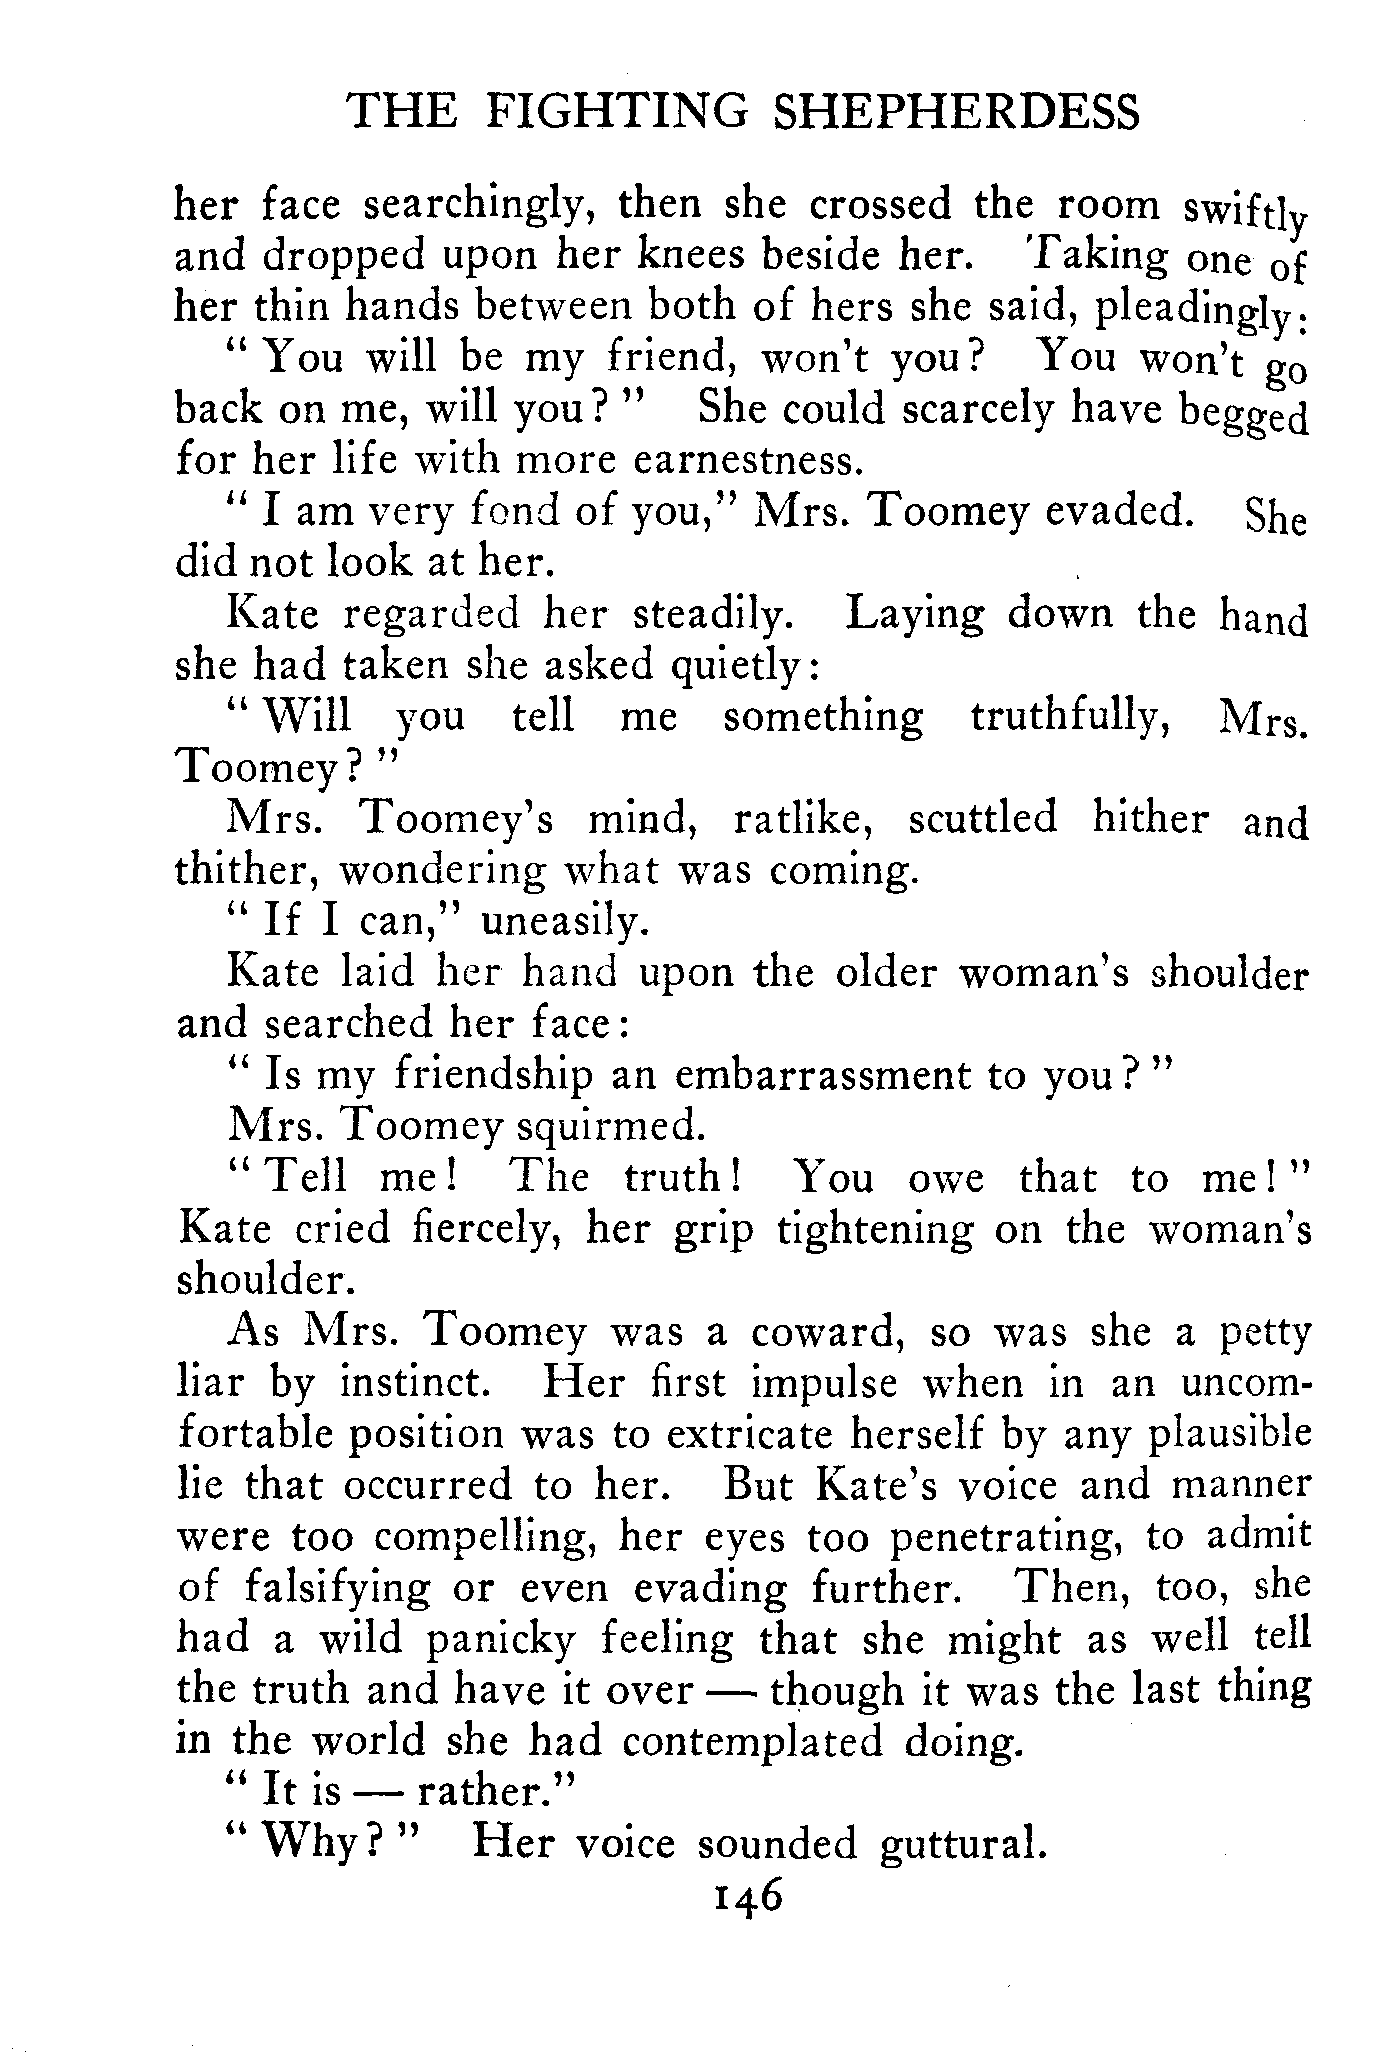 THE FIGHTING SHEPHERDESS
her face searchingly, then she crossed the room swiftly
and dropped upon her knees beside her. Taking one of
her thin hands between both of hers she said, pleadingly:
" You will be my friend, won't you? You won't go
back on me, will you? " She could scarcely have begged
for her life with more earnestness.
" I am very fond of you," Mrs. Toomey evaded. She
did not look at her.
Kate regarded her steadily. Laying down the hand
she had taken she asked quietly:
" Will you tell me something truthfully, Mrs.
Toomey? "
Mrs. Toomey's mind, ratlike, scuttled hither and
thither, wondering what was coming.
" If I can," uneasily.
Kate laid her hand upon the older woman's shoulder
and searched her face:
" Is my friendship an embarrassment to you? "
Mrs. Toomey squirmed.
" Tell me! The truth! You owe that to me! "
Kate cried fiercely, her grip tightening on the woman's
shoulder.
As Mrs. Toomey was a coward, so was she a petty
liar by instinct. Her first impulse when in an uncom-
fortable position was to extricate herself by any plausible
lie that occurred to her. But Kate's voice and manner
were too compelling, her eyes too penetrating, to admit
of falsifying or even evading further. Then, too, she
had a wild panicky feeling that she might as well tell
the truth and have it over — though it was the last thing
in the world she had contemplated doing.
" It is — rather."
" Why? " Her voice sounded guttural.
146